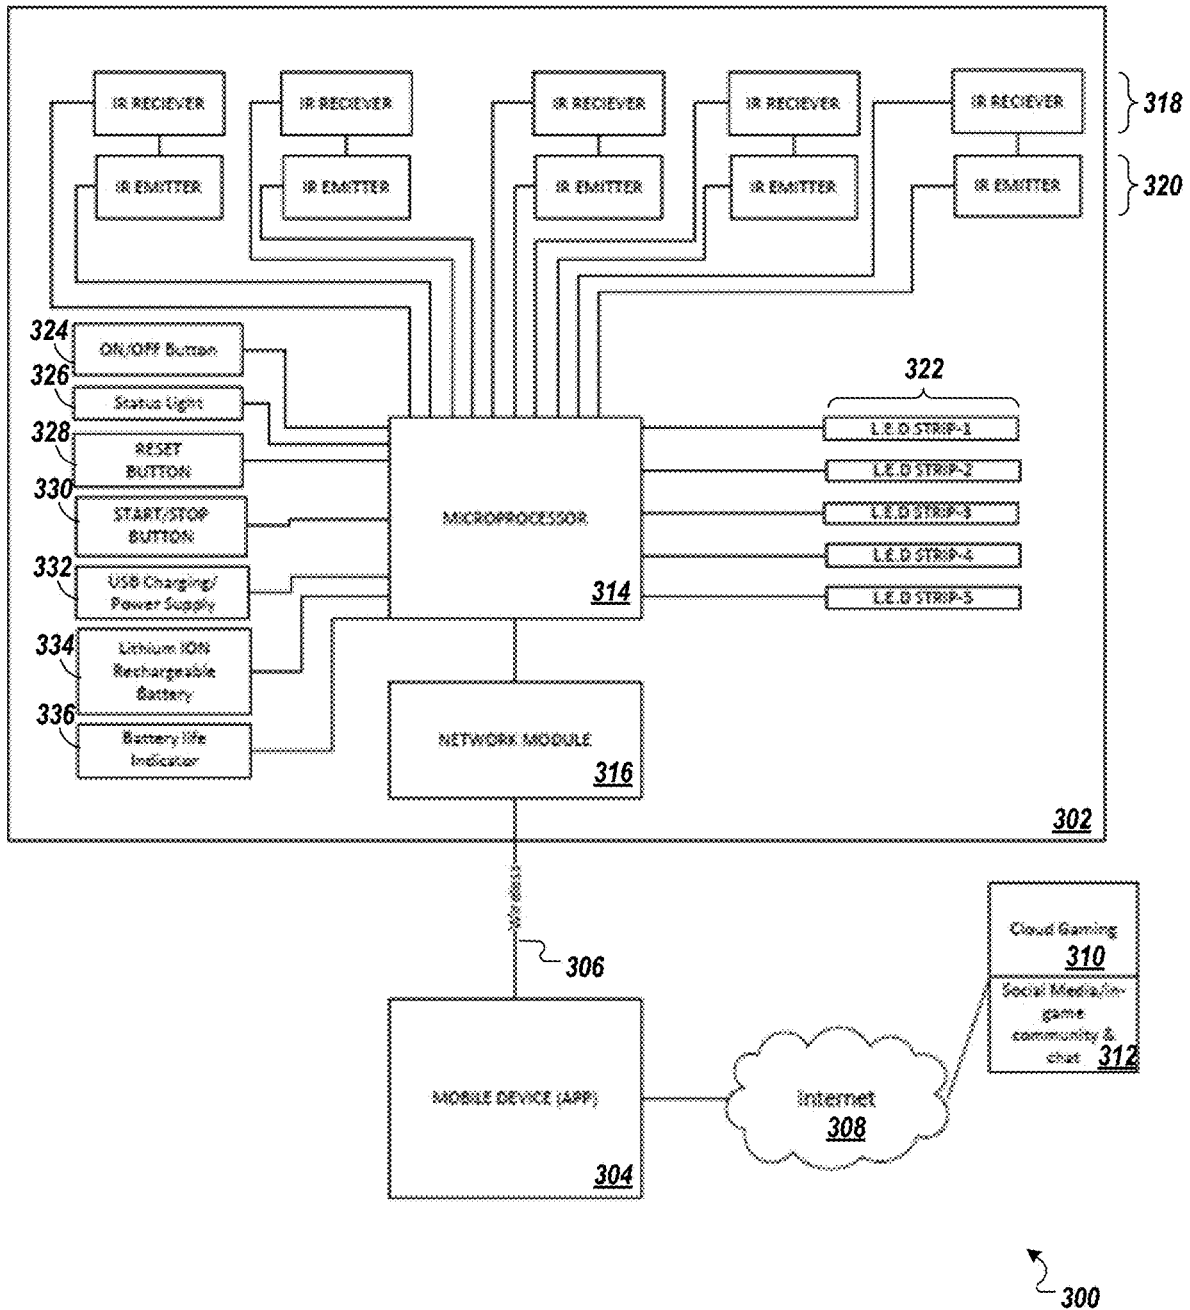 IR RECIEVER
IR RECIEVER
IR RECIEVER
IR RECIEVER
IR RECIEVER
318
IR EMITTER
IR EMITTER
IR EMITTER
IR EMITTER
IR EMITTER
320
324
ON/OFF Button
326
Status Light
328
RESET
BUTTON
330
START/STOP
BUTTON
332
USB Charging/
Power Supply
334
Lithium ION
Rechargeable
Battery
336
Battery life
Indicator
MICROPROCESSOR
314
322
L.E.D STRIP-1
L.E.D STRIP-2
L.E.D STRIP-3
L.E.D STRIP-4
L.E.D STRIP-5
NETWORK MODULE
316
302
306
MOBILE DEVICE (APP)
304
Internet
308
Cloud Gaming
310
Social Media/in-
game
community &
chat
312
300